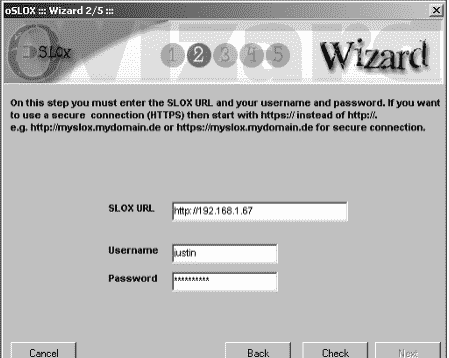 oSLOX ::: Wizard 2/5 :::
oSLOx
1 2 3 4 5
Wizard
On this step you must enter the SLOX URL and your username and password. If you want
to use a secure connection (HTTPS) then start with https:// instead of http://.
e.g. http://myslox.mydomain.de or https://myslox.mydomain.de for secure connection.
SLOX URL http://192.168.1.67
Username justin
Password **********
Cancel Back Check Next